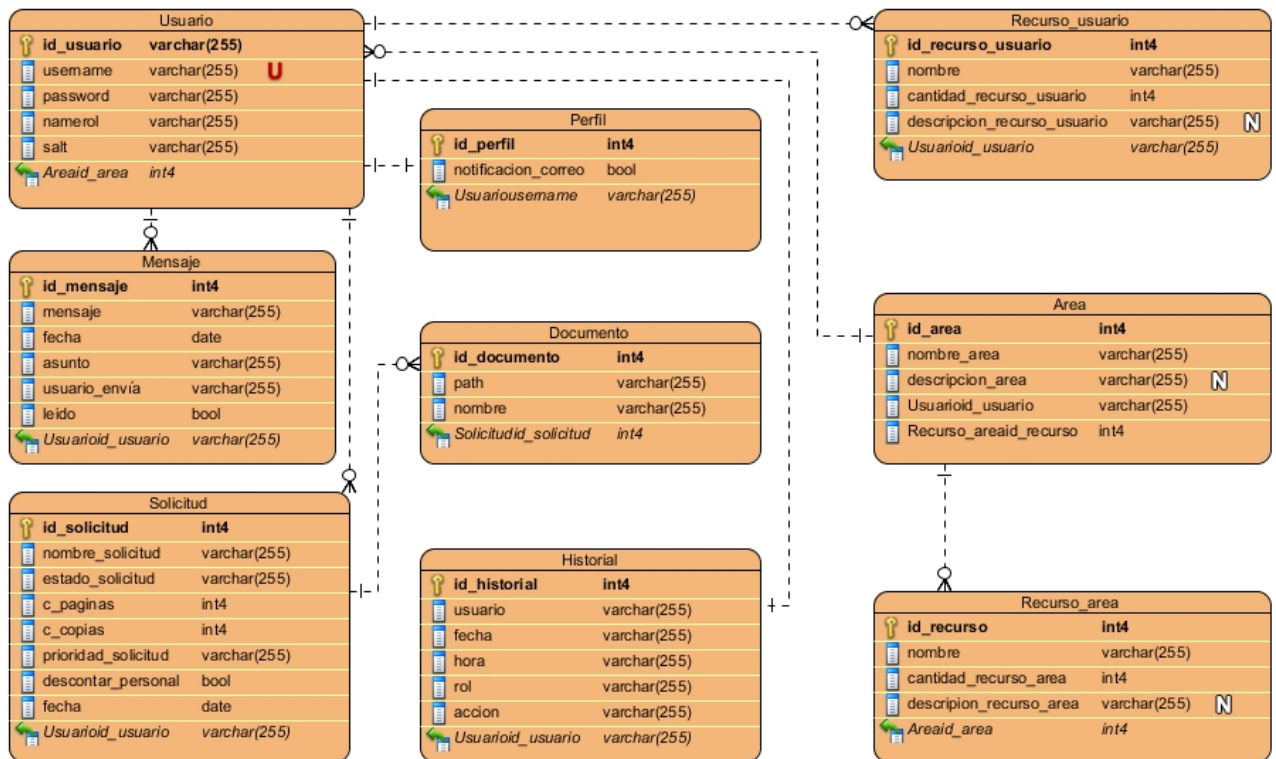 Usuario
id_usuario varchar(255)
username varchar(255) U
password varchar(255)
namerol varchar(255)
salt varchar(255)
Areaid_area int4
Recurso_usuario
id_recurso_usuario int4
nombre varchar(255)
cantidad_recurso_usuario int4
descripcion_recurso_usuario varchar(255) N
Usuarioid_usuario varchar(255)
Perfil
id_perfil int4
notificacion_correo bool
Usuariousername varchar(255)
Mensaje
id_mensaje int4
mensaje varchar(255)
fecha date
asunto varchar(255)
usuario_envía varchar(255)
leido bool
Usuarioid_usuario varchar(255)
Documento
id_documento int4
path varchar(255)
nombre varchar(255)
Solicitudid_solicitud int4
Area
id_area int4
nombre_area varchar(255)
descripcion_area varchar(255) N
Usuarioid_usuario varchar(255)
Recurso_areaid_recurso int4
Solicitud
id_solicitud int4
nombre_solicitud varchar(255)
estado_solicitud varchar(255)
c_paginas int4
c_copias int4
prioridad_solicitud varchar(255)
descontar_personal bool
fecha date
Usuarioid_usuario varchar(255)
Historial
id_historial int4
usuario varchar(255)
fecha varchar(255)
hora varchar(255)
rol varchar(255)
accion varchar(255)
Usuarioid_usuario varchar(255)
Recurso_area
id_recurso int4
nombre varchar(255)
cantidad_recurso_area int4
descripion_recurso_area varchar(255) N
Areaid_area int4